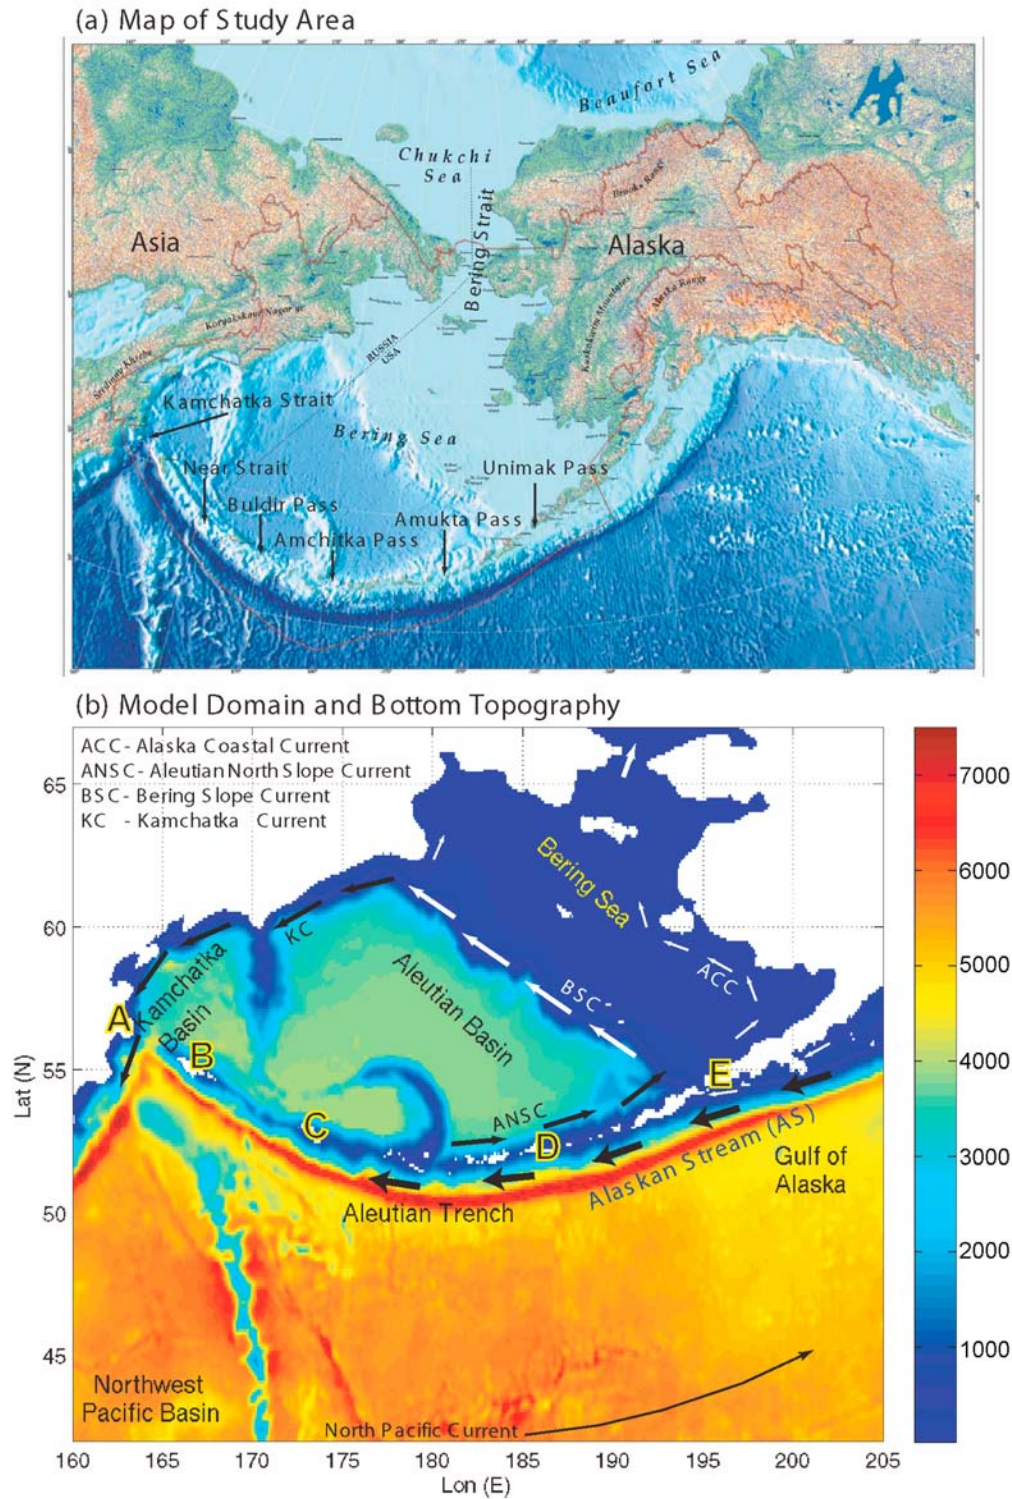 (a) Map of Study Area
Beaufort Sea
Chukchi
Sea
Bering Strait
Brooks Range
Asia
Alaska
Alaska Range
Kuskokwim Mountains
RUSSIA
USA
Kamchatka Strait
Bering Sea
Near Strait
Unimak Pass
Buldir Pass
Amukta Pass
Amchitka Pass
(b) Model Domain and Bottom Topography
ACC- Alaska Coastal Current
ANSC- Aleutian North Slope Current
BSC- Bering Slope Current
KC - Kamchatka Current
7000
6000
5000
4000
3000
2000
1000
65
60
55
50
45
Lat (N)
Bering Sea
KC
Kamchatka
Basin
Aleutian Basin
BSC
ACC
A
B
C
D
E
ANSC
Alaskan Stream (AS)
Gulf of
Alaska
Aleutian Trench
Northwest
Pacific Basin
North Pacific Current
160 165 170 175 180 185 190 195 200 205
Lon (E)